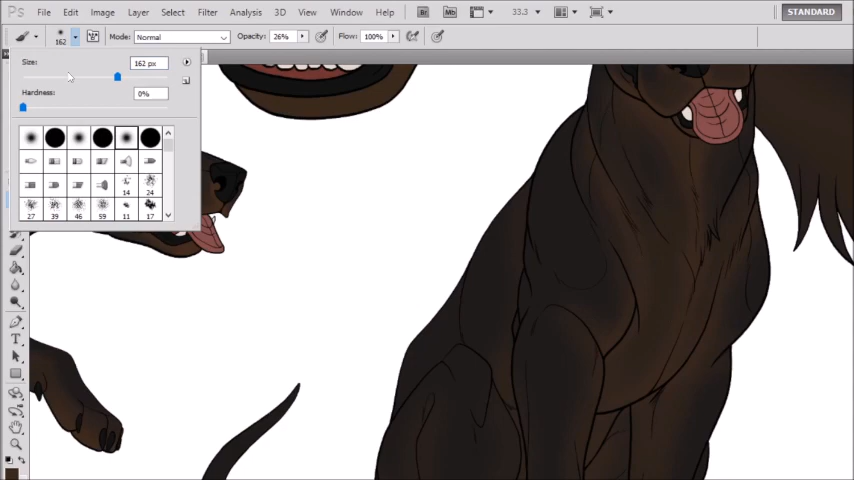 Ps File Edit Image Layer Select Filter Analysis 3D View Window Help Br Mb 33.3 STANDARD
162 Mode: Normal Opacity: 26% Flow: 100%
Size: 162 px
Hardness: 0%
14 24
27 39 46 59 11 17
T